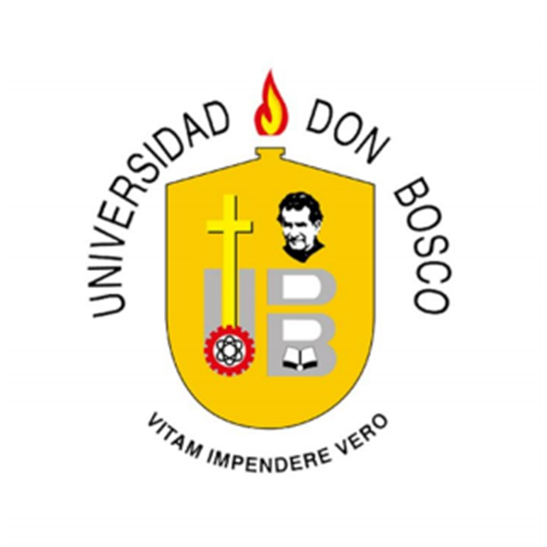 UNIVERSIDAD DON BOSCO
UDB
VITAM IMPENDERE VERO